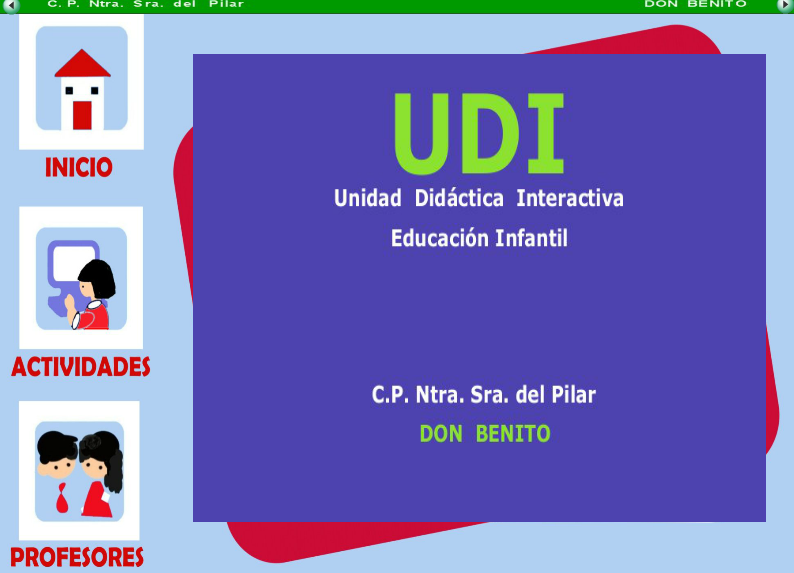 C. P. Ntra. Sra. del Pilar DON BENITO
INICIO
ACTIVIDADES
PROFESORES
UDI
Unidad Didáctica Interactiva
Educación Infantil
C.P. Ntra. Sra. del Pilar
DON BENITO